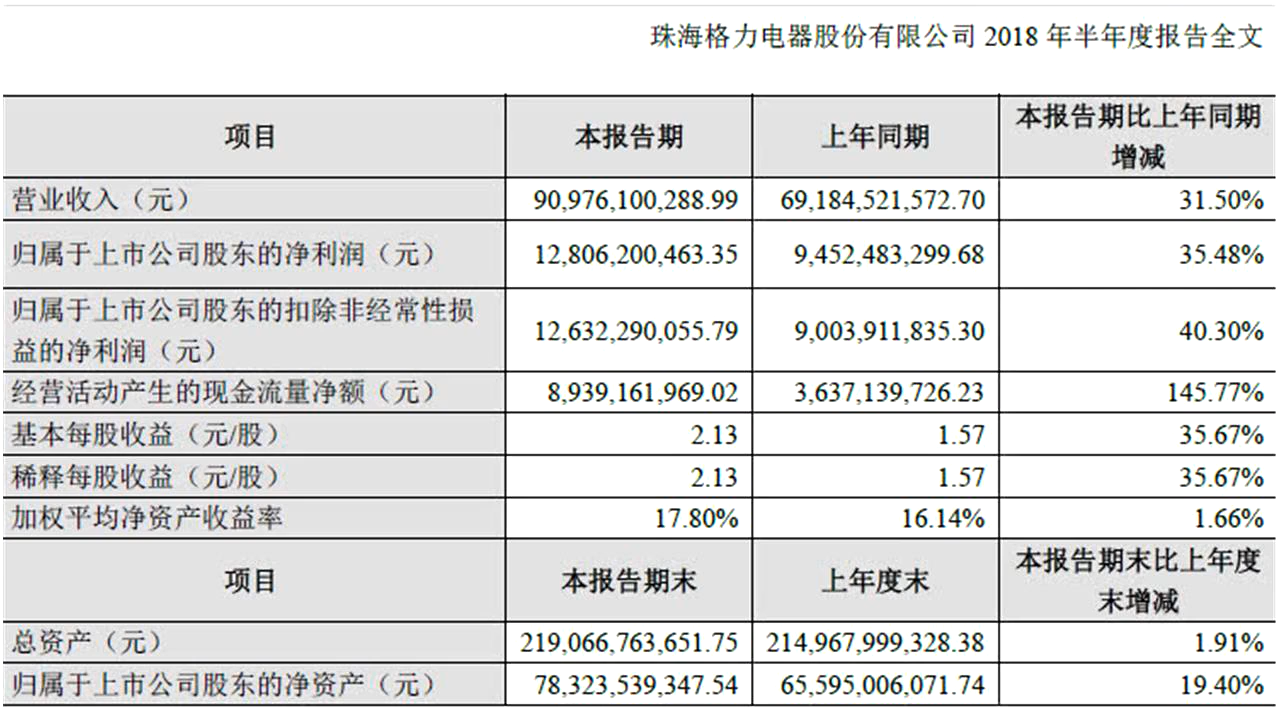 珠海格力电器股份有限公司 2018 年半年度报告全文
项目 本报告期 上年同期 本报告期比上年同期
增减
营业收入（元） 90,976,100,288.99 69,184,521,572.70 31.50%
归属于上市公司股东的净利润（元） 12,806,200,463.35 9,452,483,299.68 35.48%
归属于上市公司股东的扣除非经常性损
益的净利润（元） 12,632,290,055.79 9,003,911,835.30 40.30%
经营活动产生的现金流量净额（元） 8,939,161,969.02 3,637,139,726.23 145.77%
基本每股收益（元/股） 2.13 1.57 35.67%
稀释每股收益（元/股） 2.13 1.57 35.67%
加权平均净资产收益率 17.80% 16.14% 1.66%
项目 本报告期末 上年度末 本报告期末比上年度
末增减
总资产（元） 219,066,763,651.75 214,967,999,328.38 1.91%
归属于上市公司股东的净资产（元） 78,323,539,347.54 65,595,006,071.74 19.40%